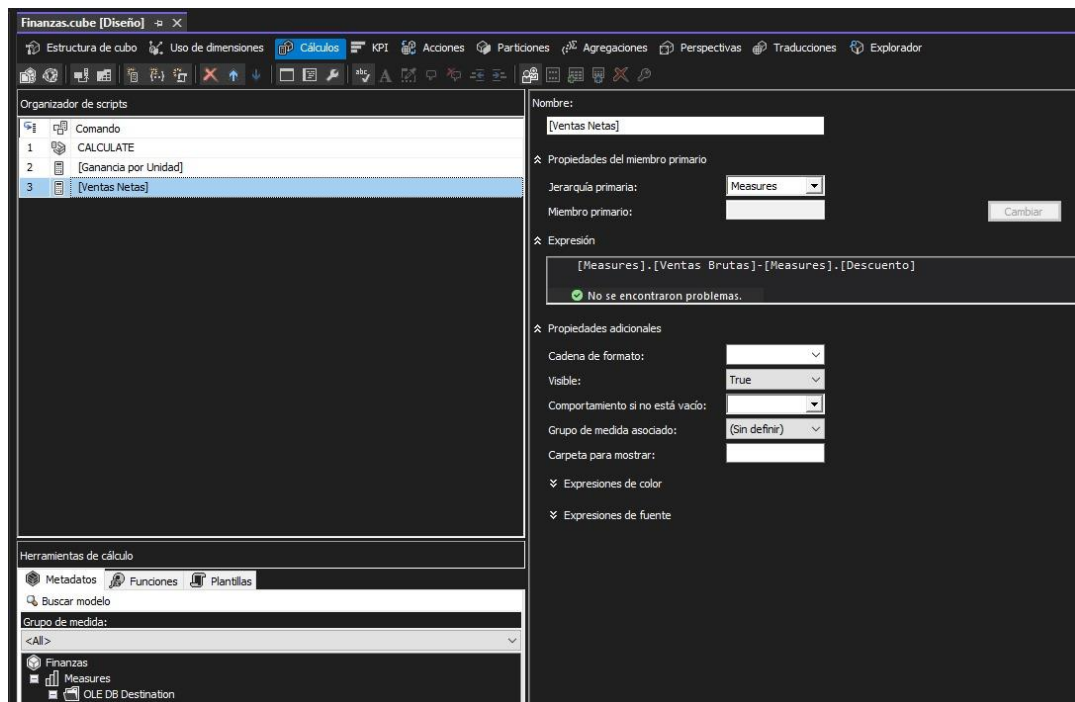 Finanzas.cube [Diseño]
Estructura de cubo Uso de dimensiones Cálculos KPI Acciones Particiones Agregaciones Perspectivas Traducciones Explorador
Organizador de scripts
Comando
1 CALCULATE
2 [Ganancia por Unidad]
3 [Ventas Netas]
Nombre:
[Ventas Netas]
Propiedades del miembro primario
Jerarquía primaria: Measures
Miembro primario: Cambiar
Expresión
[Measures].[Ventas Brutas]-[Measures].[Descuento]
No se encontraron problemas.
Propiedades adicionales
Cadena de formato:
Visible: True
Comportamiento si no está vacío:
Grupo de medida asociado: (Sin definir)
Carpeta para mostrar:
Expresiones de color
Expresiones de fuente
Herramientas de cálculo
Metadatos Funciones Plantillas
Buscar modelo
Grupo de medida:
<All>
Finanzas
Measures
OLE DB Destination